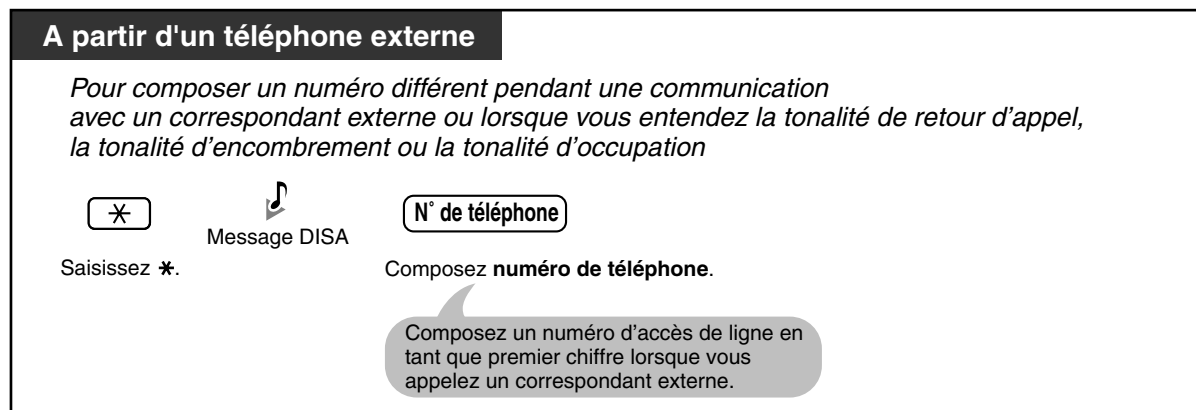 A partir d'un téléphone externe
Pour composer un numéro différent pendant une communication
avec un correspondant externe ou lorsque vous entendez la tonalité de retour d’appel,
la tonalité d’encombrement ou la tonalité d’occupation
✳
Message DISA
N° de téléphone
Saisissez ✳.
Composez numéro de téléphone.
Composez un numéro d’accès de ligne en
tant que premier chiffre lorsque vous
appelez un correspondant externe.